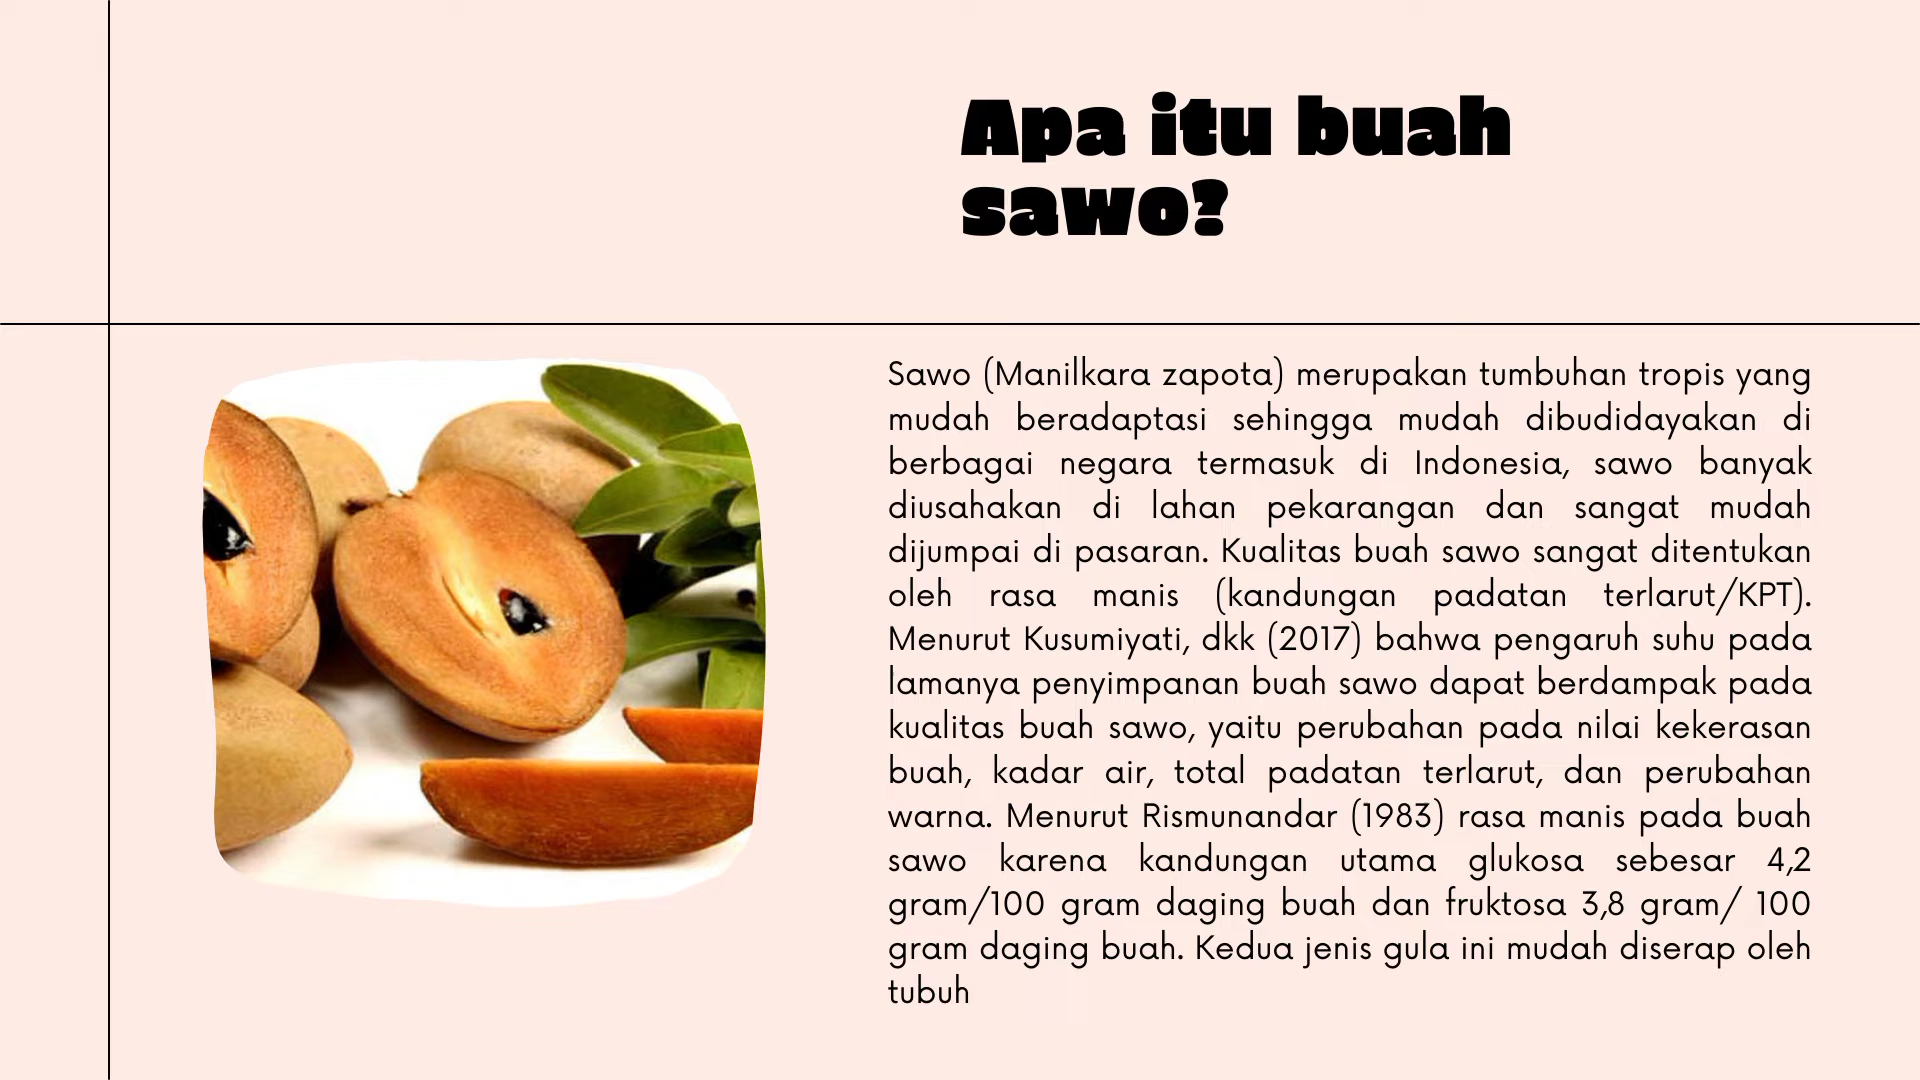 Apa itu buah
sawo?
Sawo (Manilkara zapota) merupakan tumbuhan tropis yang
mudah beradaptasi sehingga mudah dibudidayakan di
berbagai negara termasuk di Indonesia, sawo banyak
diusahakan di lahan pekarangan dan sangat mudah
dijumpai di pasaran. Kualitas buah sawo sangat ditentukan
oleh rasa manis (kandungan padatan terlarut/KPT).
Menurut Kusumiyati, dkk (2017) bahwa pengaruh suhu pada
lamanya penyimpanan buah sawo dapat berdampak pada
kualitas buah sawo, yaitu perubahan pada nilai kekerasan
buah, kadar air, total padatan terlarut, dan perubahan
warna. Menurut Rismunandar (1983) rasa manis pada buah
sawo karena kandungan utama glukosa sebesar 4,2
gram/100 gram daging buah dan fruktosa 3,8 gram/ 100
gram daging buah. Kedua jenis gula ini mudah diserap oleh
tubuh